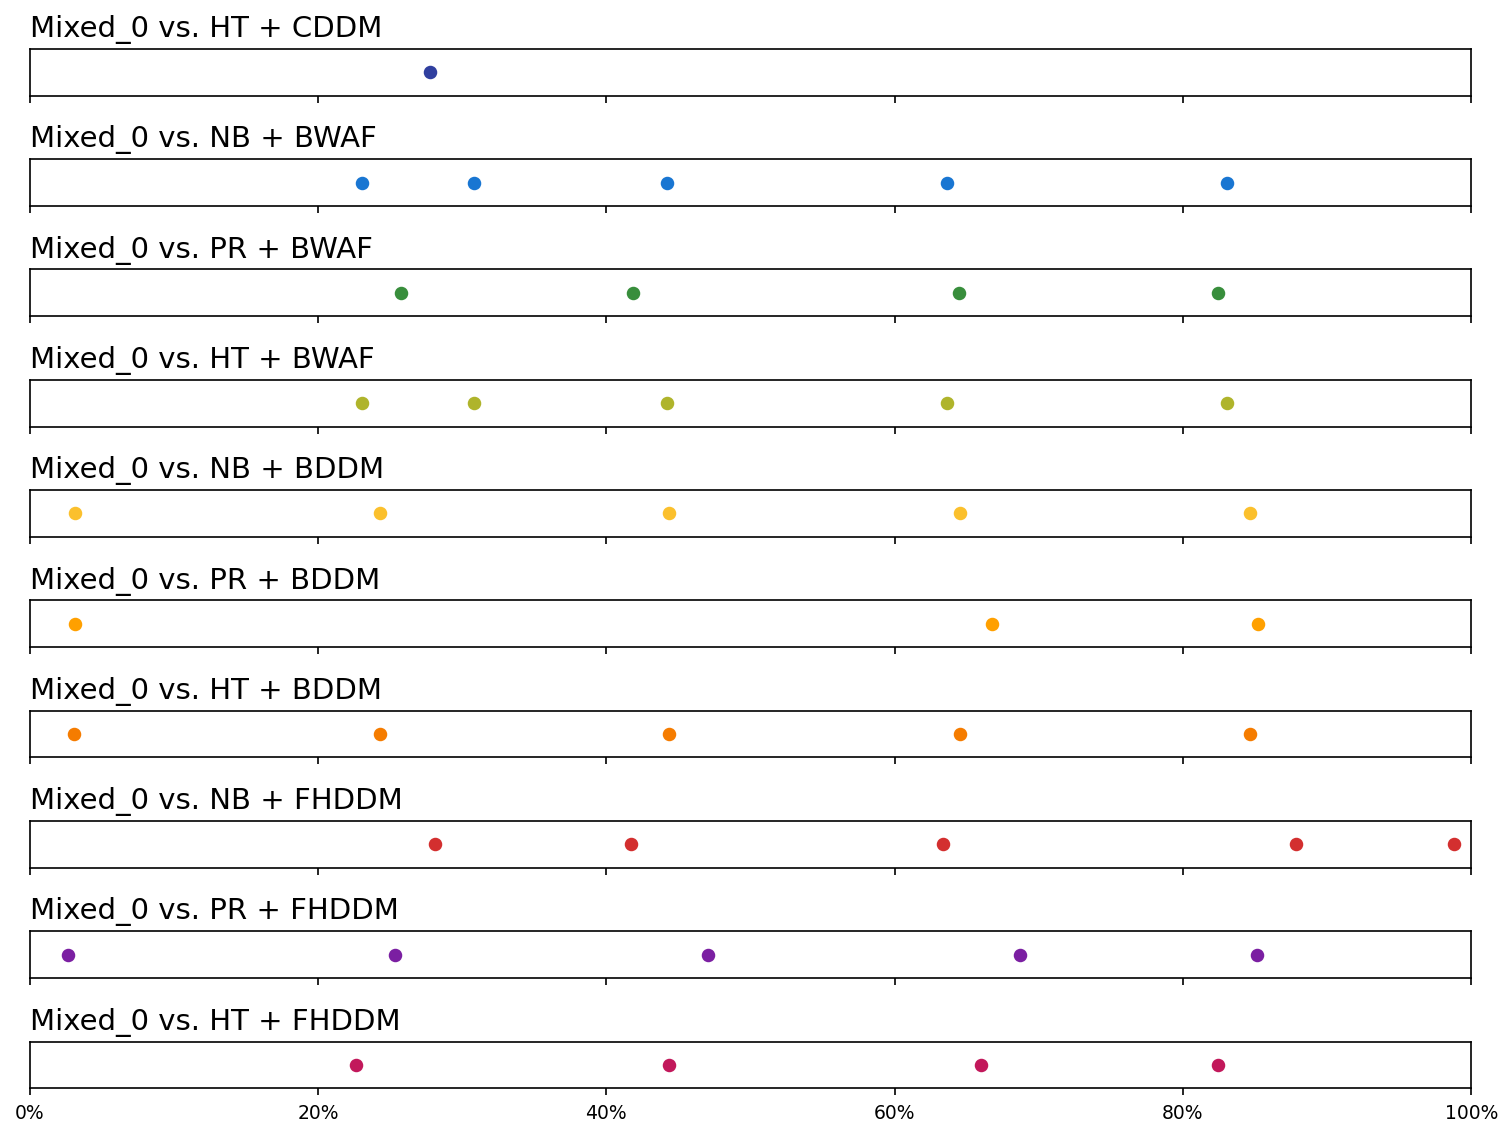 Mixed_0 vs. HT + CDDM
Mixed_0 vs. NB + BWAF
Mixed_0 vs. PR + BWAF
Mixed_0 vs. HT + BWAF
Mixed_0 vs. NB + BDDM
Mixed_0 vs. PR + BDDM
Mixed_0 vs. HT + BDDM
Mixed_0 vs. NB + FHDDM
Mixed_0 vs. PR + FHDDM
Mixed_0 vs. HT + FHDDM
0% 20% 40% 60% 80% 100%